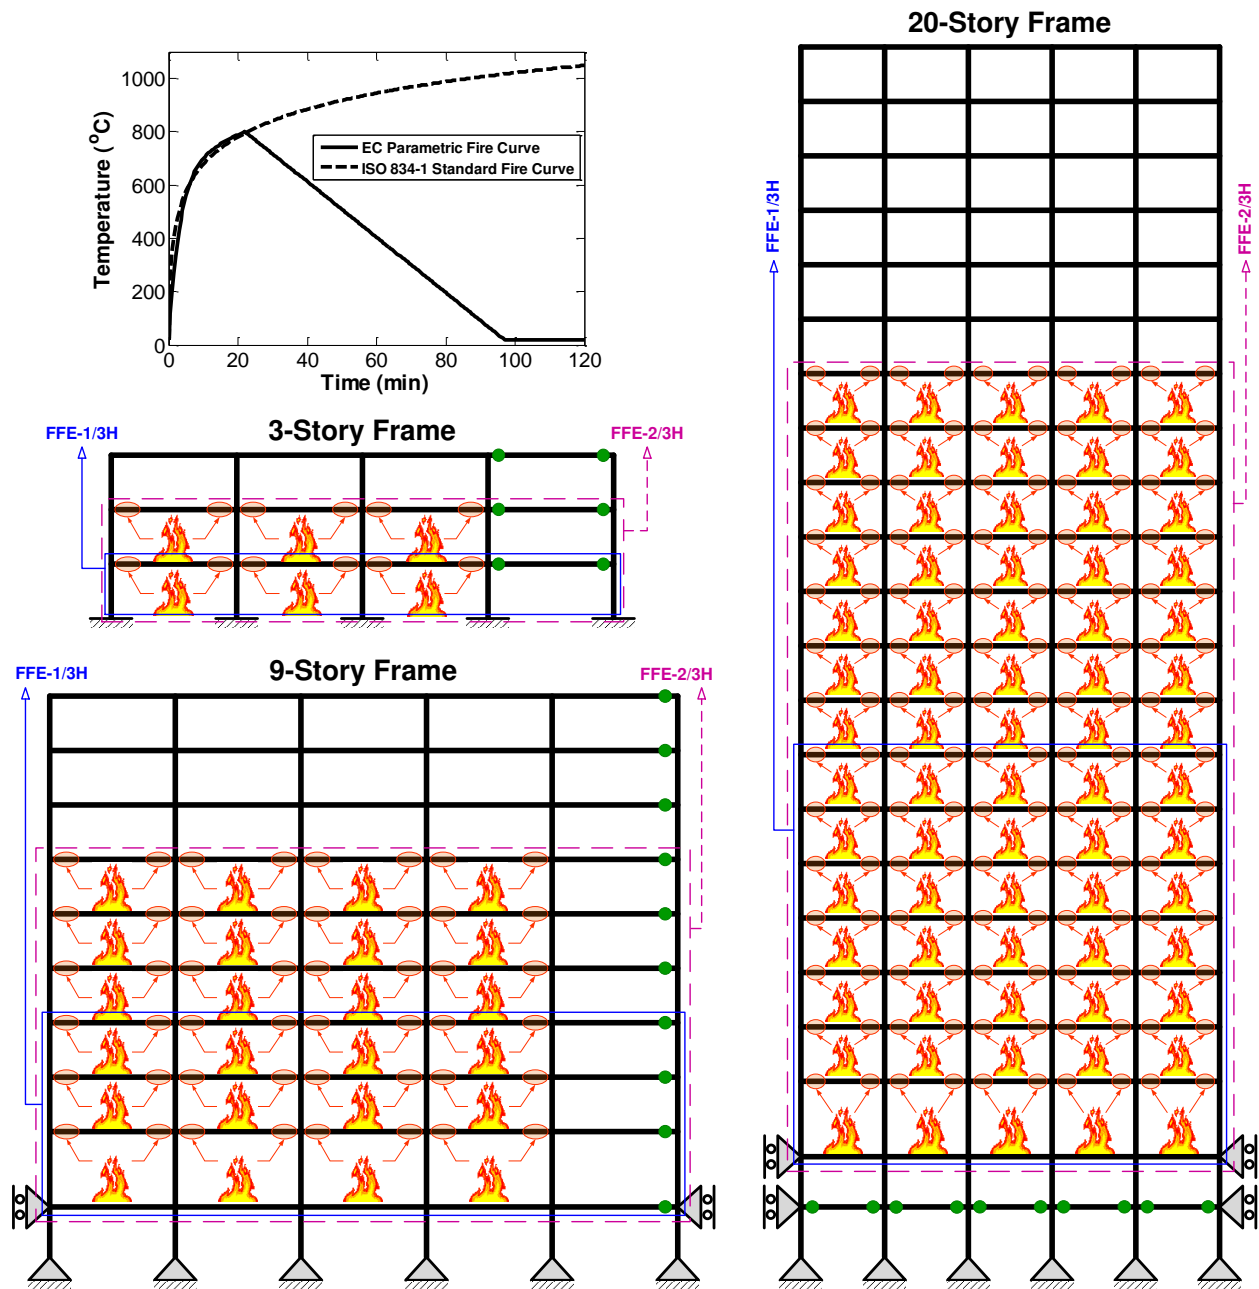 20-Story Frame
1000
800
600
400
200
0
Temperature (°C)
EC Parametric Fire Curve
ISO 834-1 Standard Fire Curve
0 20 40 60 80 100 120
Time (min)
FFE-1/3H
3-Story Frame
FFE-2/3H
FFE-1/3H
9-Story Frame
FFE-2/3H
FFE-1/3H
FFE-2/3H